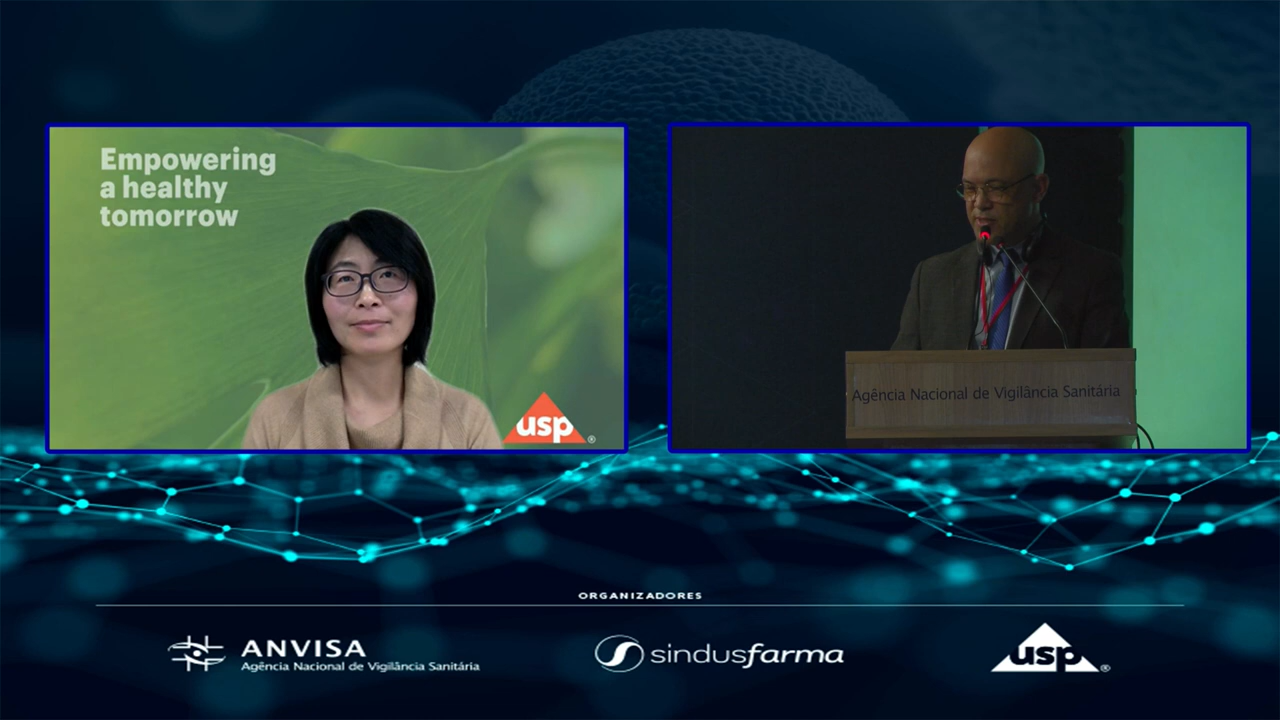 Empowering
a healthy
tomorrow
usp®
Agência Nacional de Vigilância Sanitária
ORGANIZADORES
ANVISA
Agência Nacional de Vigilância Sanitária
sindusfarma
usp®